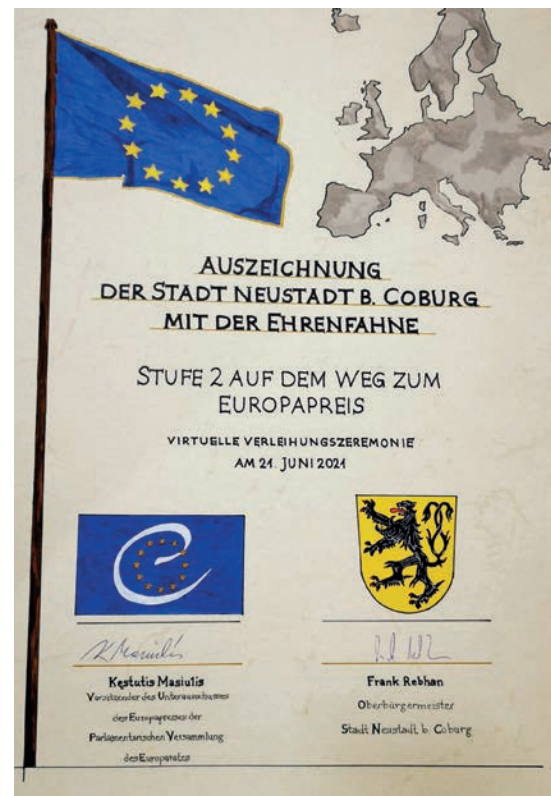 AUSZEICHNUNG
DER STADT NEUSTADT B. COBURG
MIT DER EHRENFAHNE
STUFE 2 AUF DEM WEG ZUM
EUROPAPREIS
VIRTUELLE VERLEIHUNGSZEREMONIE
AM 21. JUNI 2021
Kęstutis Masiulis
Vorsitzender des Unterausschusses
des Europapreises der
Parlamentarischen Versammlung
des Europarates
Frank Rebhan
Oberbürgermeister
Stadt Neustadt b. Coburg